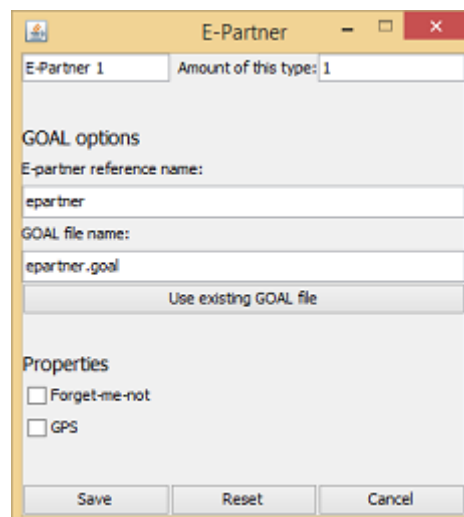 E-Partner
E-Partner 1 Amount of this type: 1
GOAL options
E-partner reference name:
epartner
GOAL file name:
epartner.goal
Use existing GOAL file
Properties
Forget-me-not
GPS
Save Reset Cancel